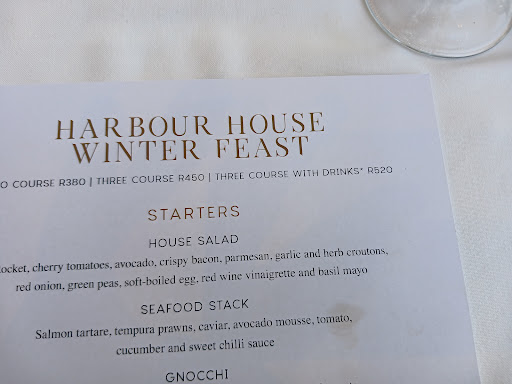 HARBOUR HOUSE
WINTER FEAST
O COURSE R380 | THREE COURSE R450 | THREE COURSE WITH DRINKS* R520
STARTERS
HOUSE SALAD
ocket, cherry tomatoes, avocado, crispy bacon, parmesan, garlic and herb croutons,
red onion, green peas, soft-boiled egg, red wine vinaigrette and basil mayo
SEAFOOD STACK
Salmon tartare, tempura prawns, caviar, avocado mousse, tomato,
cucumber and sweet chilli sauce
GNOCCHI